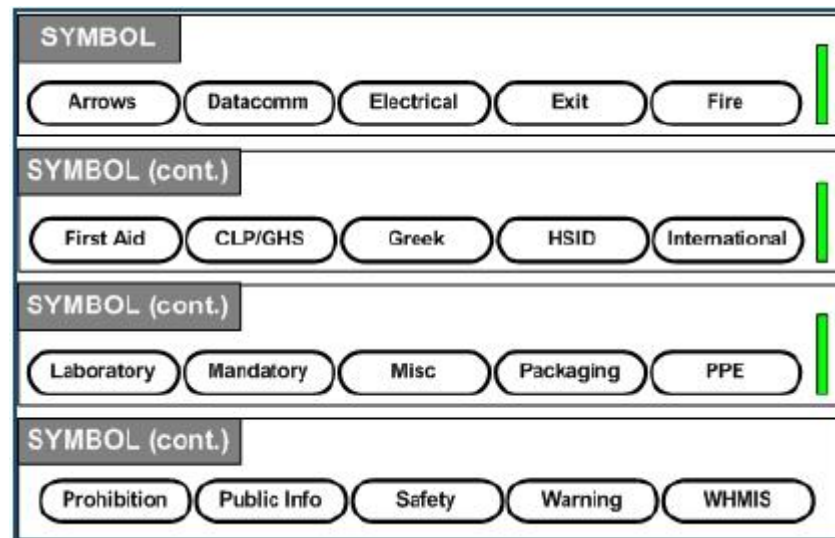 SYMBOL
Arrows Datacomm Electrical Exit Fire
SYMBOL (cont.)
First Aid CLP/GHS Greek HSID International
SYMBOL (cont.)
Laboratory Mandatory Misc Packaging PPE
SYMBOL (cont.)
Prohibition Public Info Safety Warning WHMIS